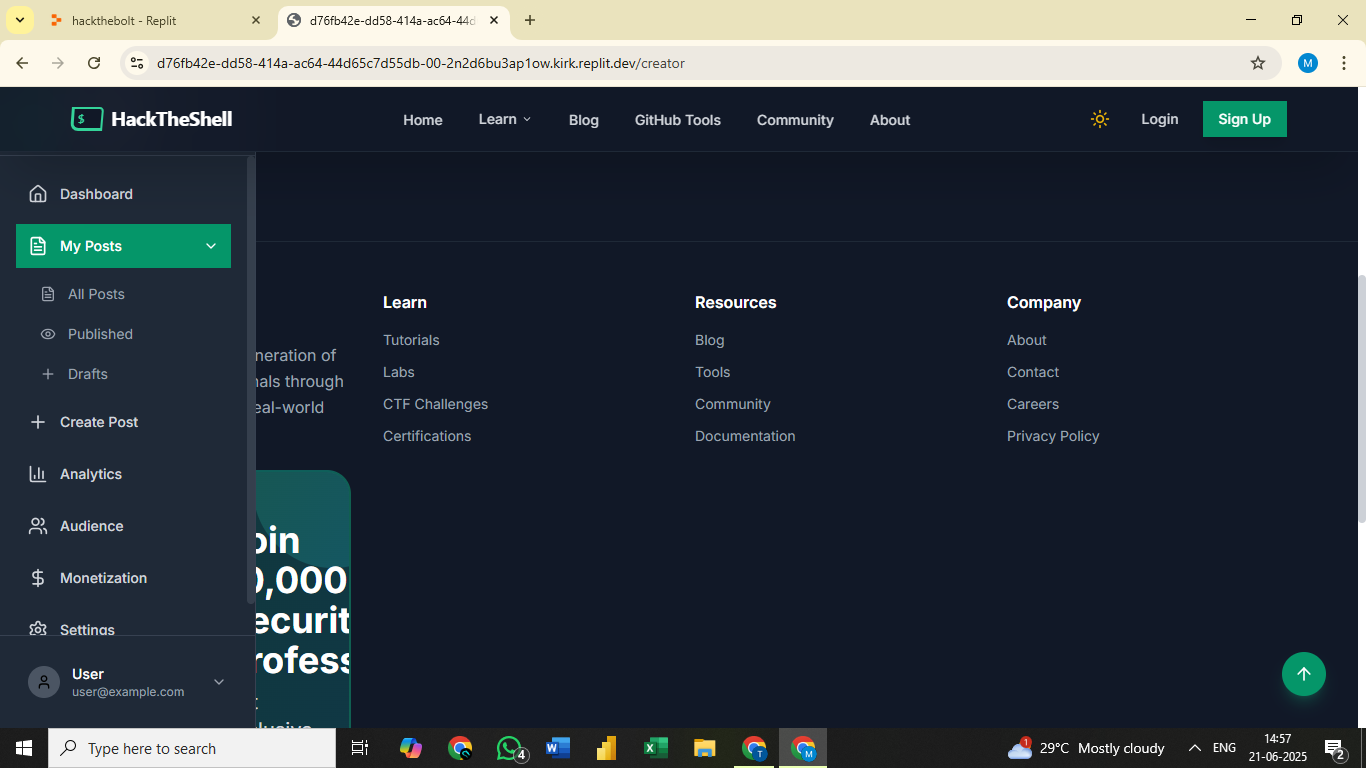 hackthebolt - Replit
d76fb42e-dd58-414a-ac64-44d
d76fb42e-dd58-414a-ac64-44d65c7d55db-00-2n2d6bu3ap1ow.kirk.replit.dev/creator
M
$ HackTheShell
Home
Learn
Blog
GitHub Tools
Community
About
Login
Sign Up
Dashboard
My Posts
All Posts
Published
Drafts
Create Post
Analytics
Audience
Monetization
Settings
User
user@example.com
neration of
nals through
eal-world
oin
0,000
ecurit
rofess
Learn
Tutorials
Labs
CTF Challenges
Certifications
Resources
Blog
Tools
Community
Documentation
Company
About
Contact
Careers
Privacy Policy
Type here to search
4
T
M
1
29°C Mostly cloudy
ENG
14:57
21-06-2025
2